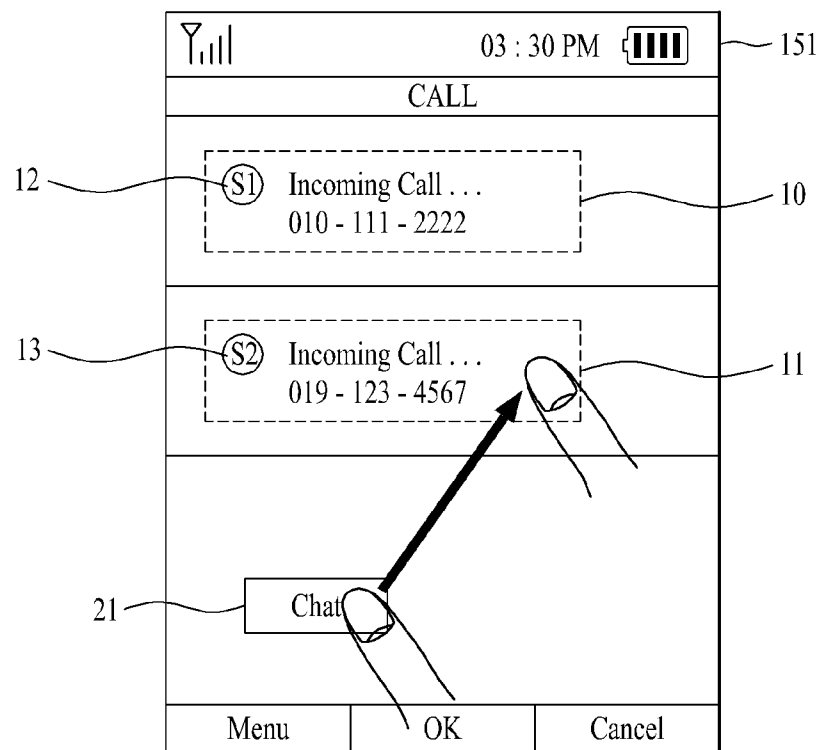 03 : 30 PM
151
CALL
12
S1
Incoming Call . . .
10
010 - 111 - 2222
13
S2
Incoming Call . . .
11
019 - 123 - 4567
21
Chat
Menu
OK
Cancel